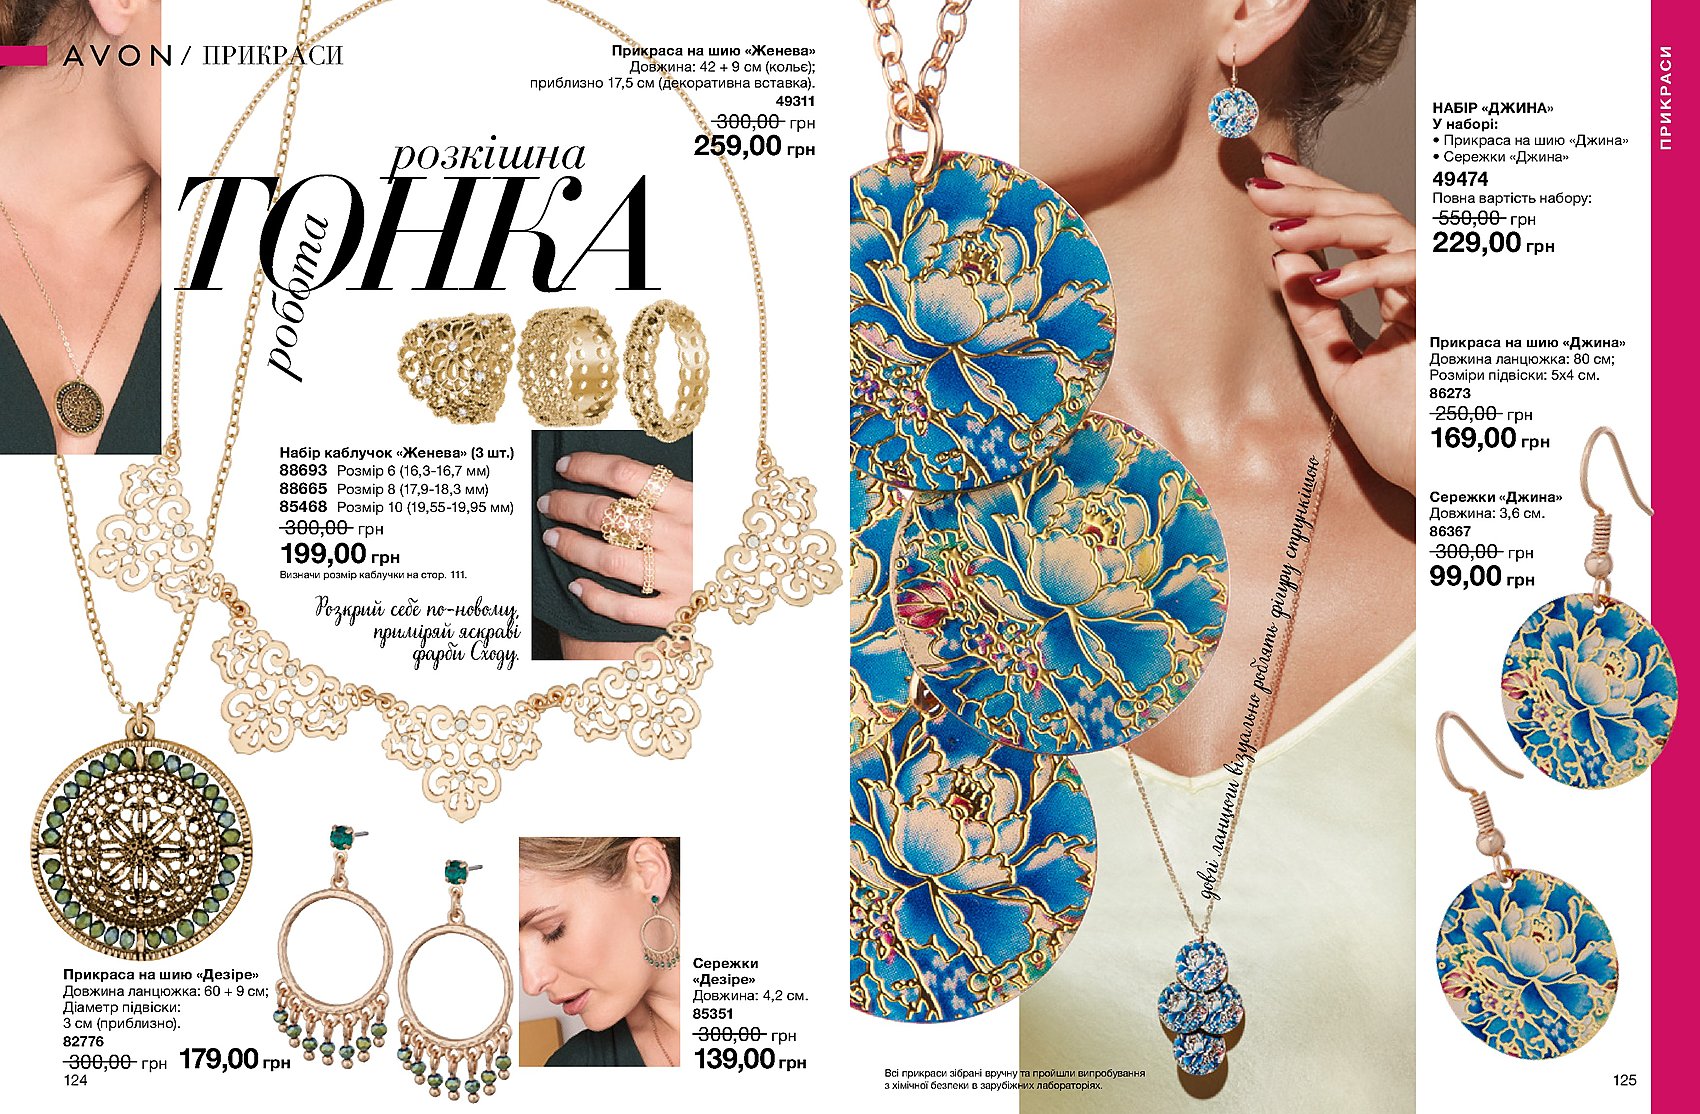 AVON / ПРИКРАСИ
Прикраса на шию «Женева»
Довжина: 42 + 9 см (кольє);
приблизно 17,5 см (декоративна вставка).
49311
300,00 грн
259,00 грн
розкішна
ТОНКА
робота
Набір каблучок «Женева» (3 шт.)
88693 Розмір 6 (16,3-16,7 мм)
88665 Розмір 8 (17,9-18,3 мм)
85468 Розмір 10 (19,55-19,95 мм)
300,00 грн
199,00 грн
Визначи розмір каблучки на стор. 111.
Розкрий себе по-новому,
приміряй яскраві
фарби Сходу.
Прикраса на шию «Дезіре»
Довжина ланцюжка: 60 + 9 см;
Діаметр підвіски:
3 см (приблизно).
82776
300,00 грн 179,00 грн
124
Сережки
«Дезіре»
Довжина: 4,2 см.
85351
300,00 грн
139,00 грн
довгі ланцюги візуально роблять фігуру стрункішою
Всі прикраси зібрані вручну та пройшли випробування
з хімічної безпеки в зарубіжних лабораторіях.
ПРИКРАСИ
НАБІР «ДЖИНА»
У наборі:
• Прикраса на шию «Джина»
• Сережки «Джина»
49474
Повна вартість набору:
550,00 грн
229,00 грн
Прикраса на шию «Джина»
Довжина ланцюжка: 80 см;
Розміри підвіски: 5х4 см.
86273
250,00 грн
169,00 грн
Сережки «Джина»
Довжина: 3,6 см.
86367
300,00 грн
99,00 грн
125